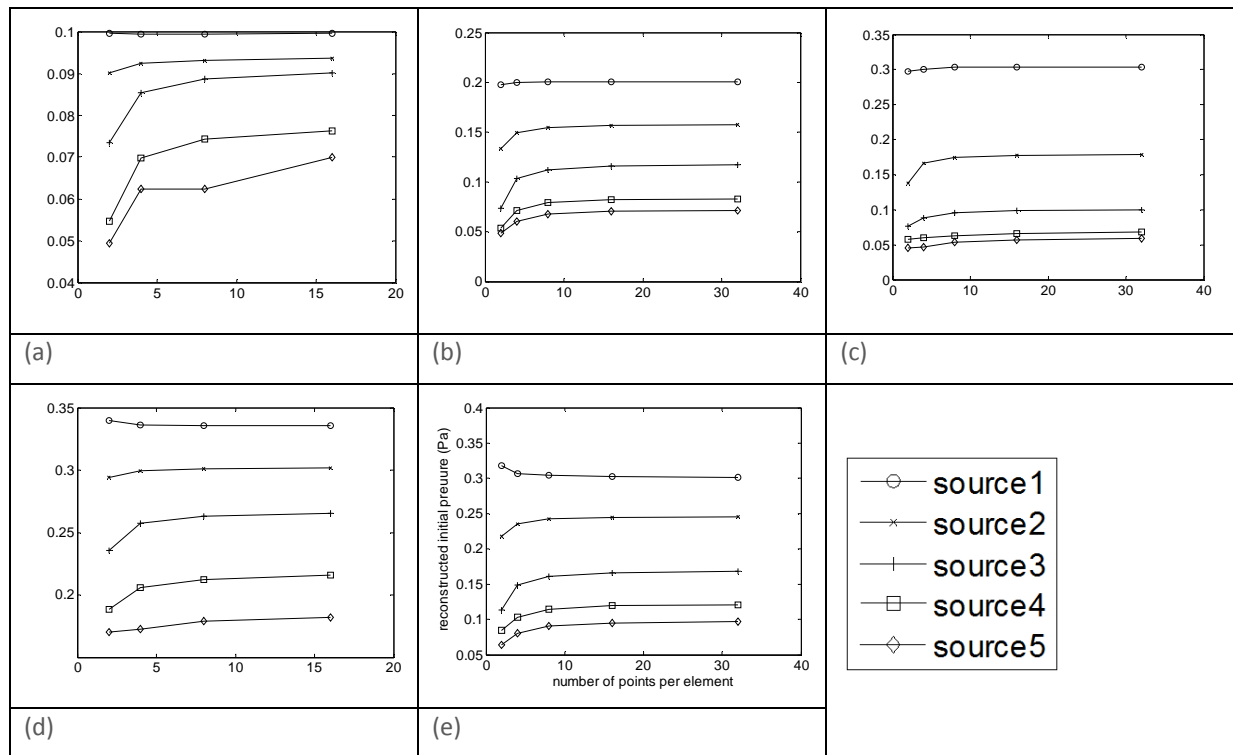 0.1
0.09
0.08
0.07
0.06
0.05
0.04
0 5 10 15 20
(a)
0.25
0.2
0.15
0.1
0.05
0
0 10 20 30 40
(b)
0.35
0.3
0.25
0.2
0.15
0.1
0.05
0
0 10 20 30 40
(c)
0.35
0.3
0.25
0.2
0 5 10 15 20
(d)
reconstructed initial preuure (Pa)
0.4
0.35
0.3
0.25
0.2
0.15
0.1
0.05
0 10 20 30 40
number of points per element
(e)
source1
source2
source3
source4
source5